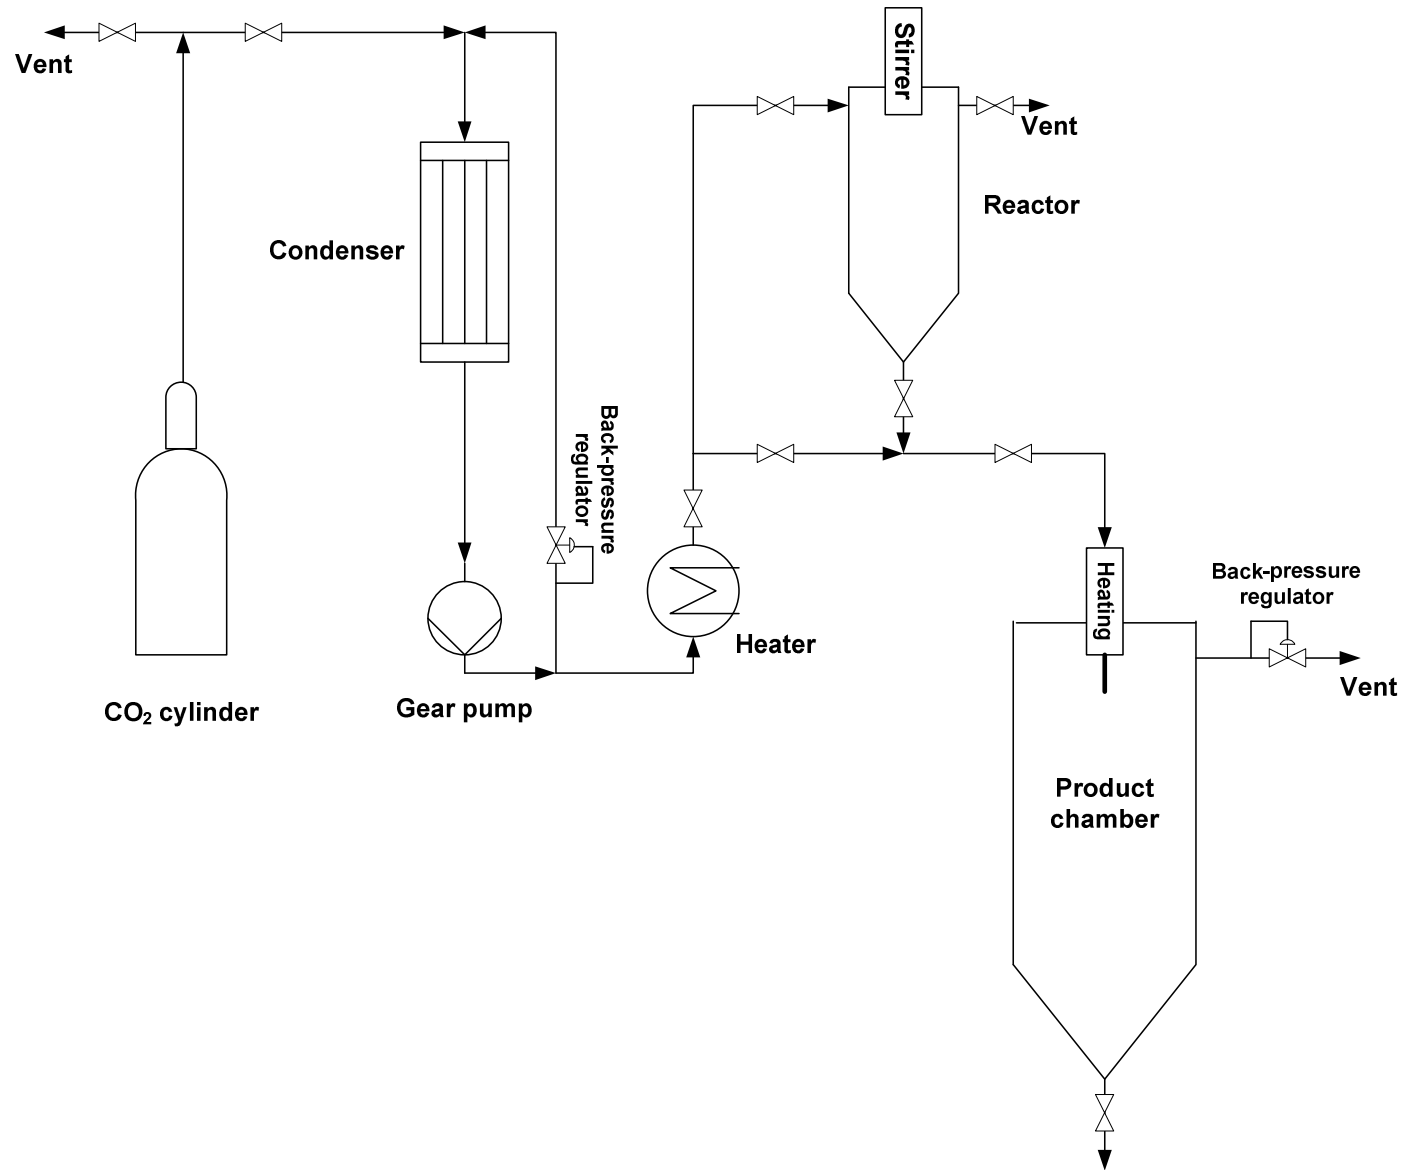 Stirrer
Vent
Vent
Reactor
Condenser
Back-pressure
regulator
Heating
Back-pressure
regulator
Heater
Vent
CO₂ cylinder
Gear pump
Product
chamber